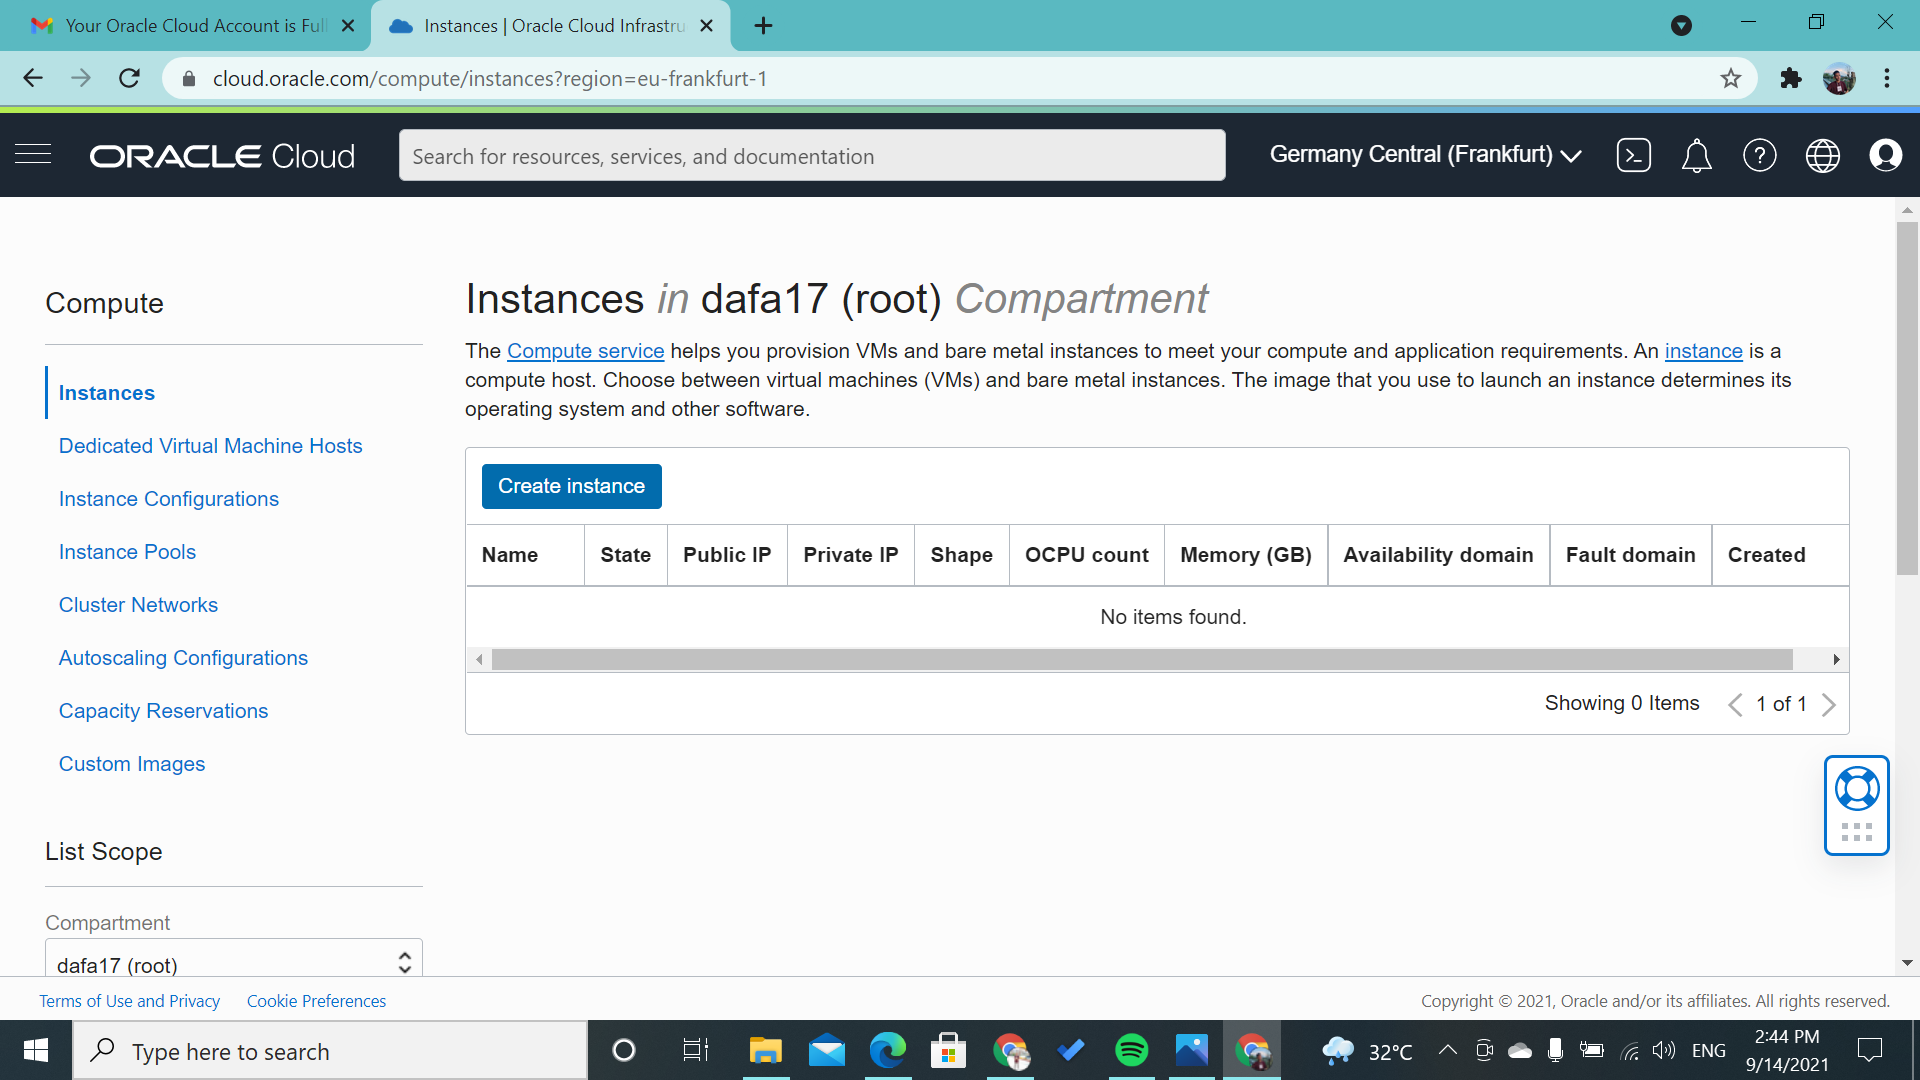 Your Oracle Cloud Account is Full
Instances | Oracle Cloud Infrastru
cloud.oracle.com/compute/instances?region=eu-frankfurt-1
ORACLE Cloud
Search for resources, services, and documentation
Germany Central (Frankfurt)
Compute
Instances
Dedicated Virtual Machine Hosts
Instance Configurations
Instance Pools
Cluster Networks
Autoscaling Configurations
Capacity Reservations
Custom Images
List Scope
Compartment
dafa17 (root)
Instances in dafa17 (root) Compartment
The Compute service helps you provision VMs and bare metal instances to meet your compute and application requirements. An instance is a
compute host. Choose between virtual machines (VMs) and bare metal instances. The image that you use to launch an instance determines its
operating system and other software.
Create instance
Name State Public IP Private IP Shape OCPU count Memory (GB) Availability domain Fault domain Created
No items found.
Showing 0 Items 1 of 1
Terms of Use and Privacy Cookie Preferences
Copyright © 2021, Oracle and/or its affiliates. All rights reserved.
Type here to search
32°C
ENG
2:44 PM
9/14/2021